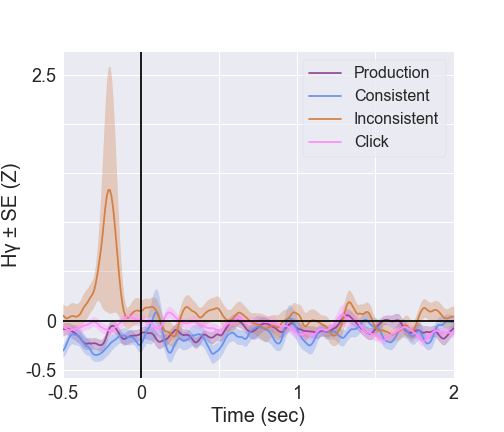 Hγ ± SE (Z)
2.5
0
-0.5
Production
Consistent
Inconsistent
Click
-0.5 0 1 2
Time (sec)